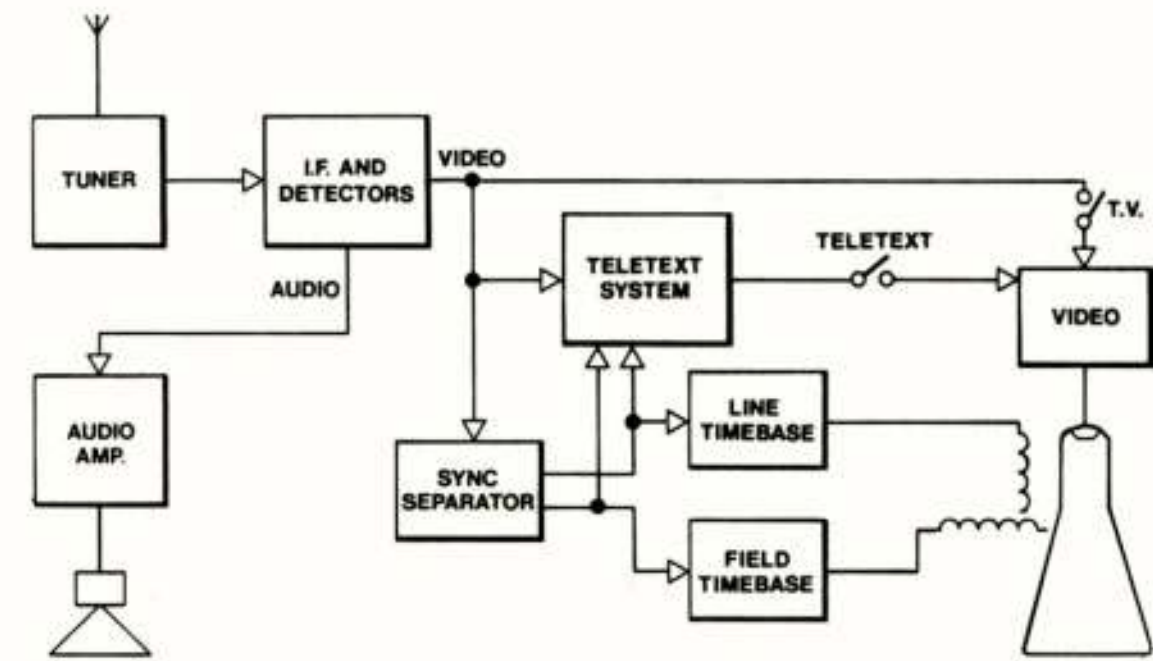 TUNER
I.F. AND
DETECTORS
VIDEO
T.V.
TELETEXT
SYSTEM
TELETEXT
VIDEO
AUDIO
AUDIO
AMP.
LINE
TIMEBASE
SYNC
SEPARATOR
FIELD
TIMEBASE